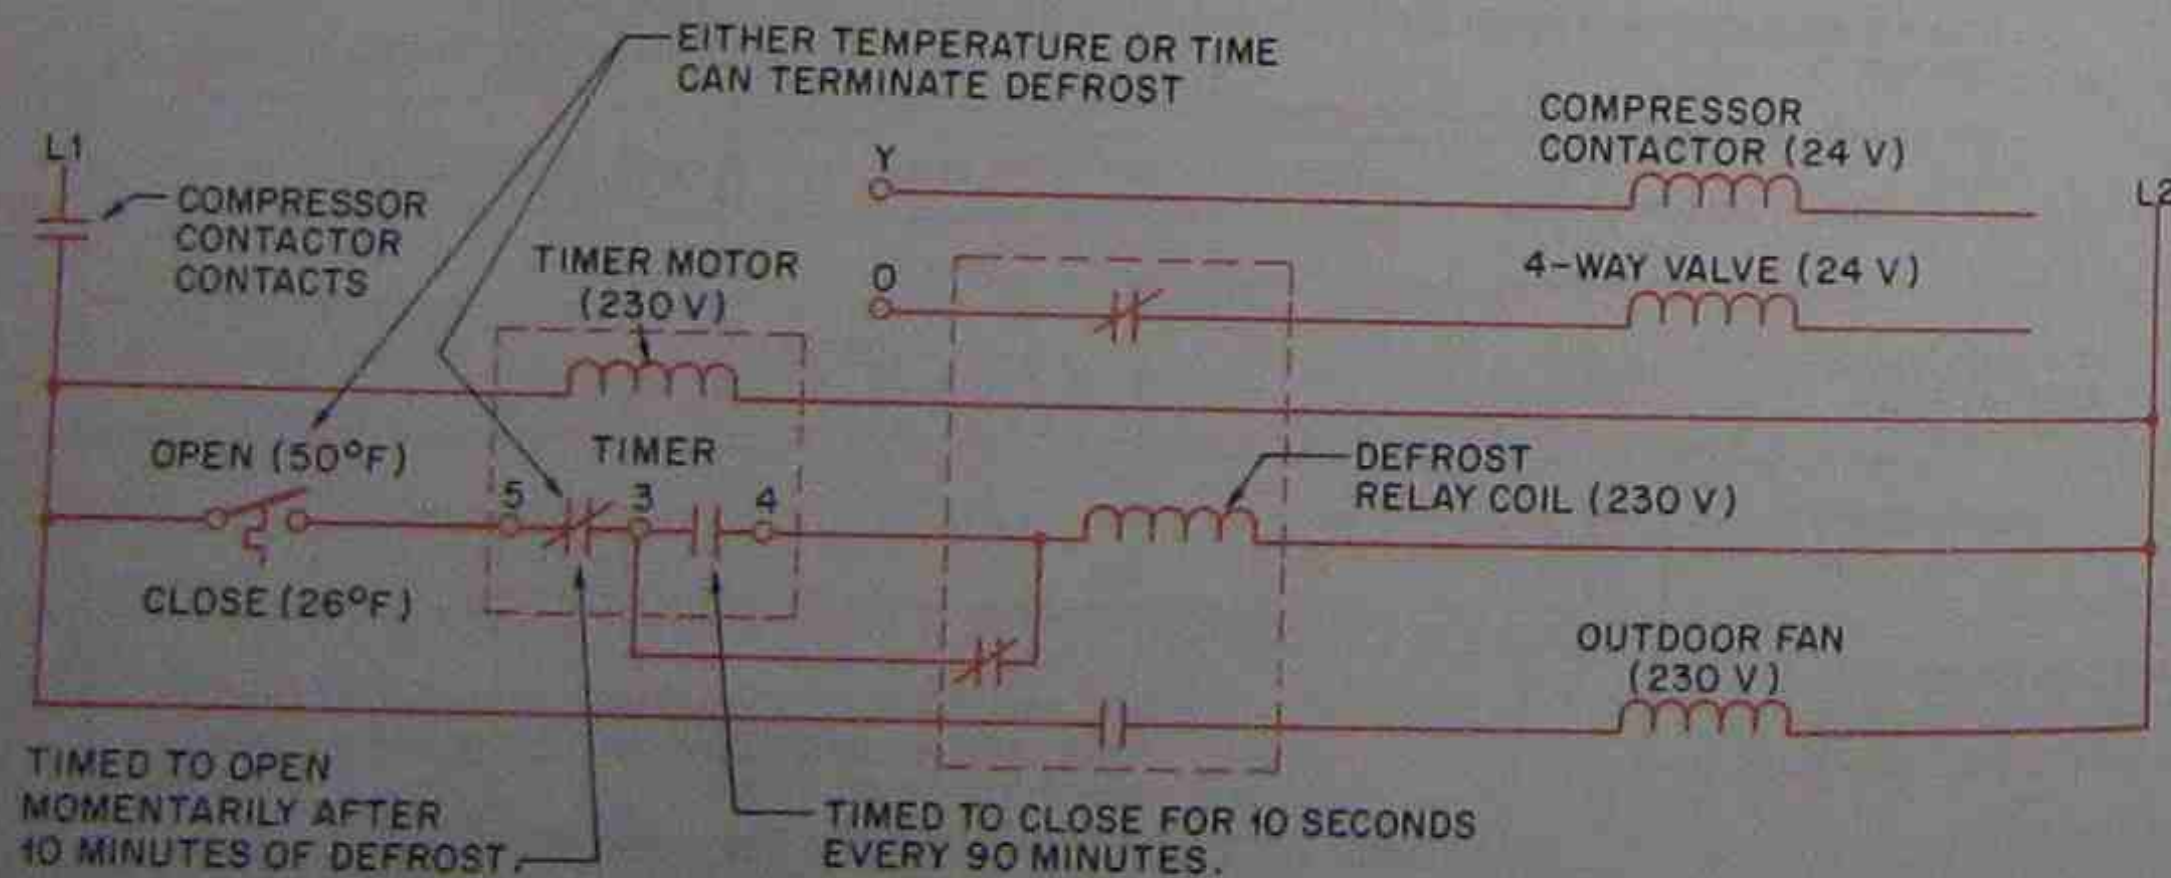 EITHER TEMPERATURE OR TIME
CAN TERMINATE DEFROST
L1
COMPRESSOR
CONTACTOR
CONTACTS
Y
COMPRESSOR
CONTACTOR (24 V)
L2
TIMER MOTOR
(230 V)
O
4-WAY VALVE (24 V)
OPEN (50°F)
CLOSE (26°F)
TIMER
5 3 4
DEFROST
RELAY COIL (230 V)
OUTDOOR FAN
(230 V)
TIMED TO OPEN
MOMENTARILY AFTER
10 MINUTES OF DEFROST.
TIMED TO CLOSE FOR 10 SECONDS
EVERY 90 MINUTES.